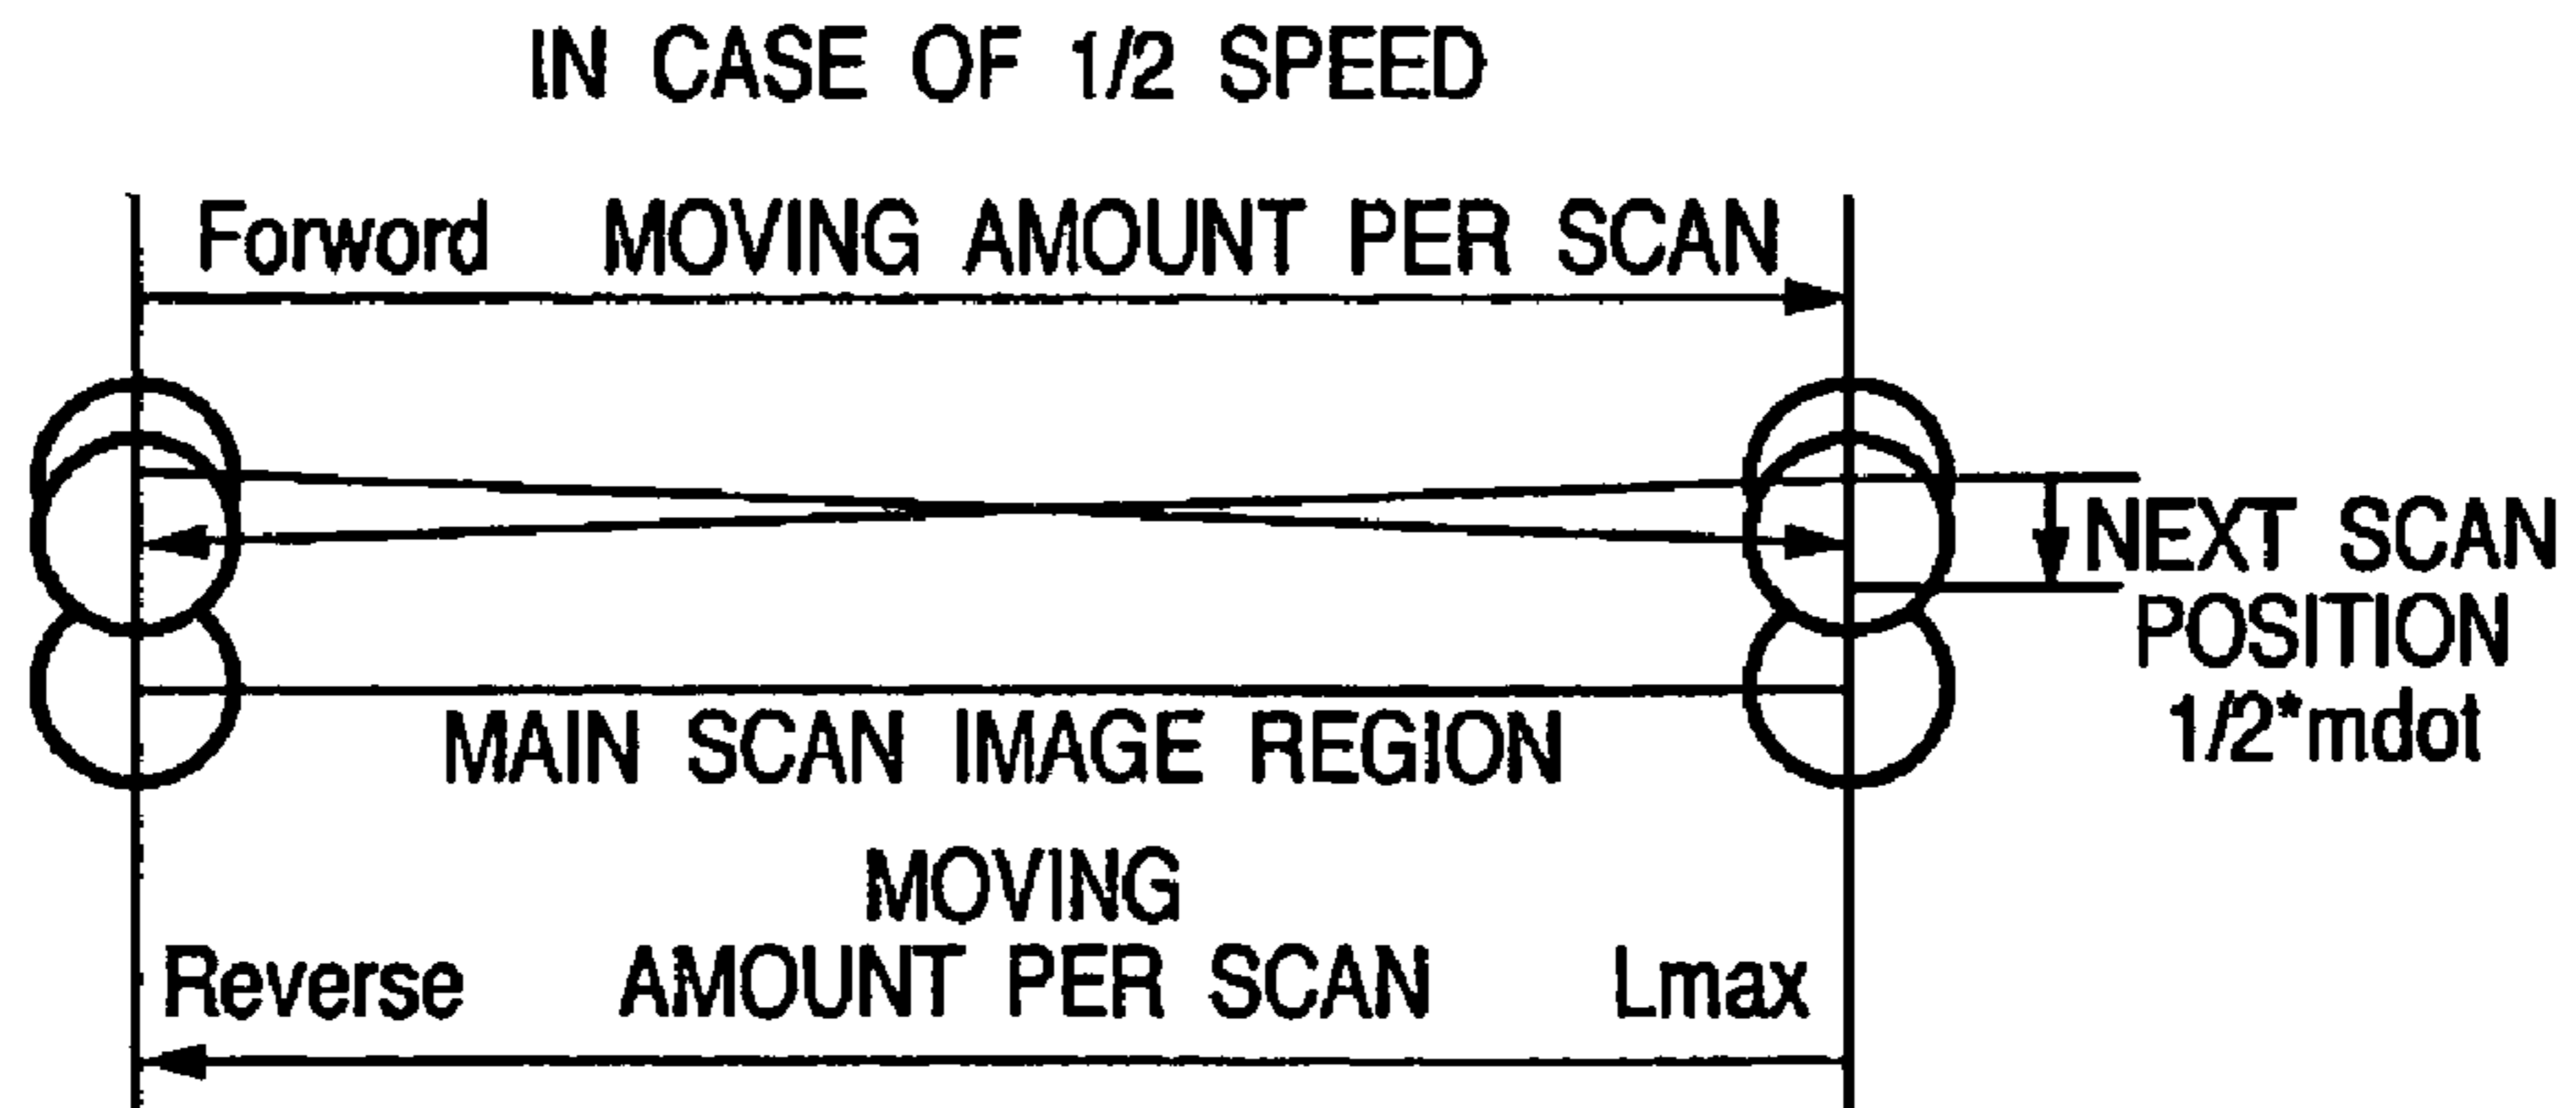 IN CASE OF 1/2 SPEED
Forword MOVING AMOUNT PER SCAN
NEXT SCAN
POSITION
1/2*mdot
MAIN SCAN IMAGE REGION
MOVING
Reverse AMOUNT PER SCAN Lmax